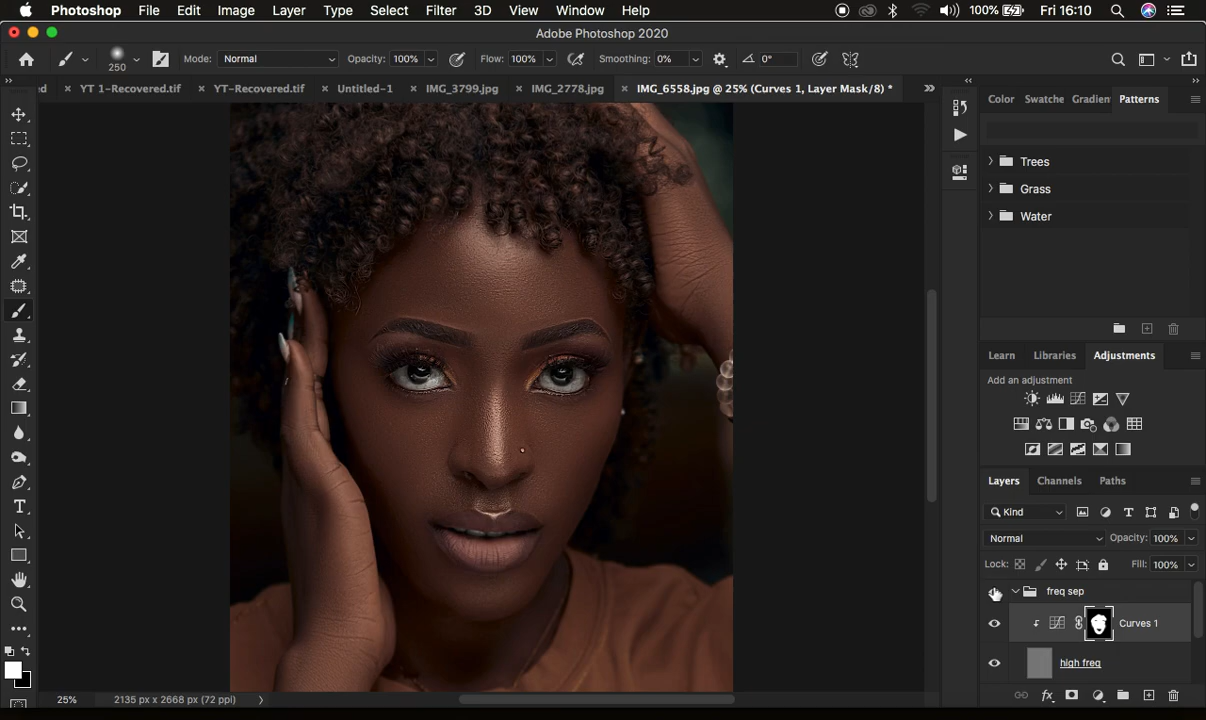 Photoshop File Edit Image Layer Type Select Filter 3D View Window Help 100% Fri 16:10
Adobe Photoshop 2020
250 Mode: Normal Opacity: 100% Flow: 100% Smoothing: 0% 0°
ed × YT 1-Recovered.tif × YT-Recovered.tif × Untitled-1 × IMG_3799.jpg × IMG_2778.jpg × IMG_6558.jpg @ 25% (Curves 1, Layer Mask/8) *
Color Swatche Gradien Patterns
Trees
Grass
Water
Learn Libraries Adjustments
Add an adjustment
Layers Channels Paths
Kind
Normal Opacity: 100%
Lock: Fill: 100%
freq sep
Curves 1
high freq
25% 2135 px x 2668 px (72 ppi)